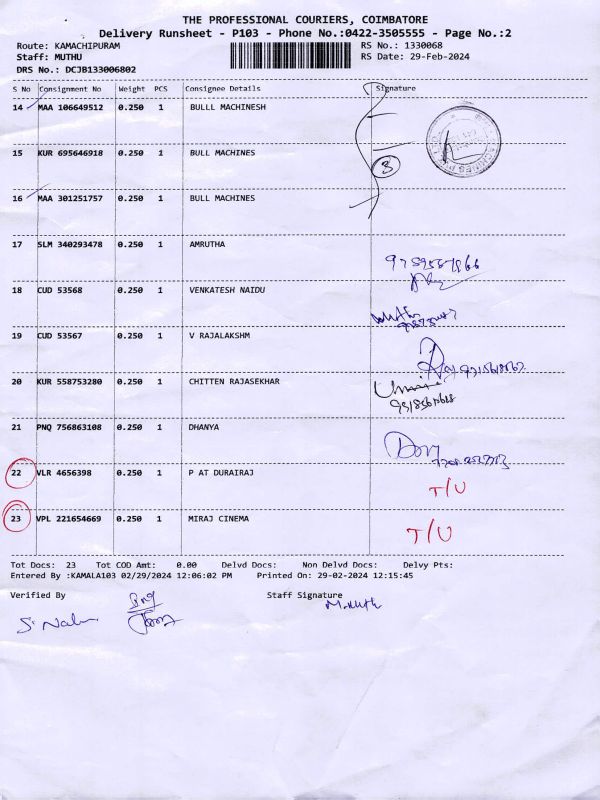 THE PROFESSIONAL COURIERS, COIMBATORE
Delivery Runsheet - P103 - Phone No.:0422-3505555 - Page No.:2
Route: KAMACHIPURAM RS No.: 1330068
Staff: MUTHU RS Date: 29-Feb-2024
DRS No.: DCJB133006802
S No Consignment No Weight PCS Consignee Details Signature
14 MAA 106649512 0.250 1 BULLL MACHINESH
15 KUR 695646918 0.250 1 BULL MACHINES
3
16 MAA 301251757 0.250 1 BULL MACHINES
17 SLM 340293478 0.250 1 AMRUTHA
18 CUD 53568 0.250 1 VENKATESH NAIDU
19 CUD 53567 0.250 1 V RAJALAKSHM
20 KUR 558753280 0.250 1 CHITTEN RAJASEKHAR
21 PNQ 756863108 0.250 1 DHANYA
22 VLR 4656398 0.250 1 P AT DURAIRAJ
T/U
23 VPL 221654669 0.250 1 MIRAJ CINEMA
T/U
Tot Docs: 23 Tot COD Amt: 0.00 Delvd Docs: Non Delvd Docs: Delvy Pts:
Entered By :KAMALA103 02/29/2024 12:06:02 PM Printed On: 29-02-2024 12:15:45
Verified By Staff Signature